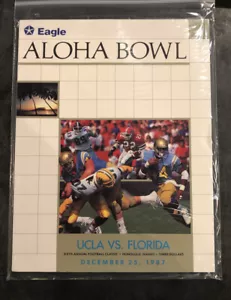 Eagle
ALOHA BOWL
UCLA VS. FLORIDA
DECEMBER 25, 1987